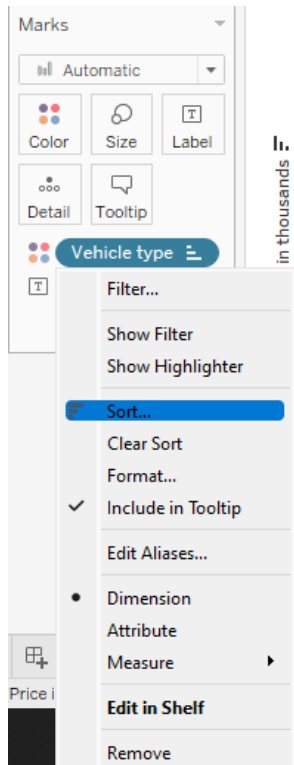 Marks
Automatic
Color Size T Label
Detail Tooltip
Vehicle type
T
in thousands
Filter...
Show Filter
Show Highlighter
Sort...
Clear Sort
Format...
Include in Tooltip
Edit Aliases...
Dimension
Attribute
Measure
Edit in Shelf
Remove
Price i